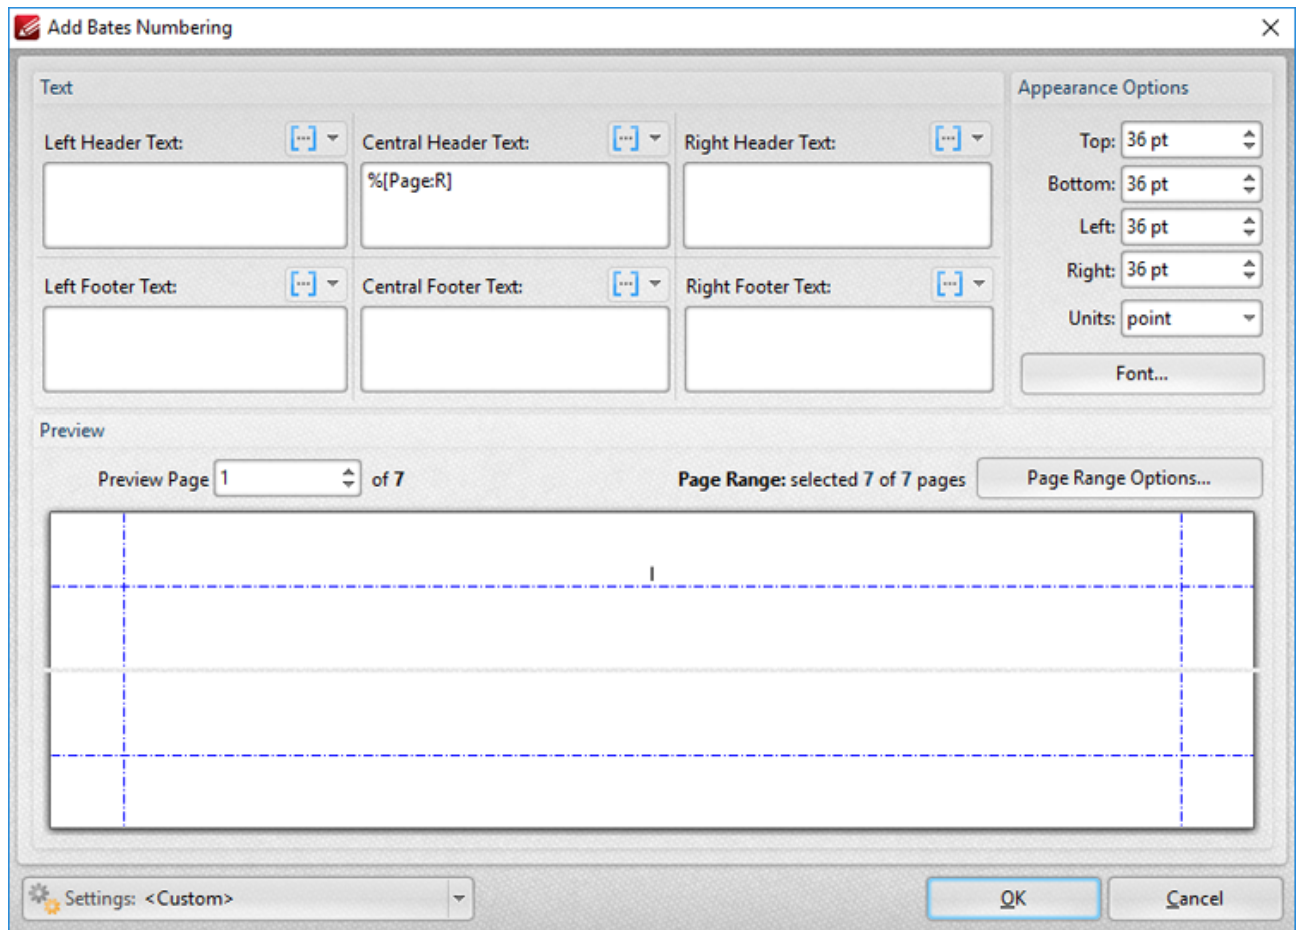 Add Bates Numbering
Text
Appearance Options
Left Header Text:
Central Header Text:
Right Header Text:
%[Page:R]
Top: 36 pt
Bottom: 36 pt
Left: 36 pt
Right: 36 pt
Units: point
Font...
Left Footer Text:
Central Footer Text:
Right Footer Text:
Preview
Preview Page 1 of 7
Page Range: selected 7 of 7 pages
Page Range Options...
I
Settings: <Custom>
OK
Cancel